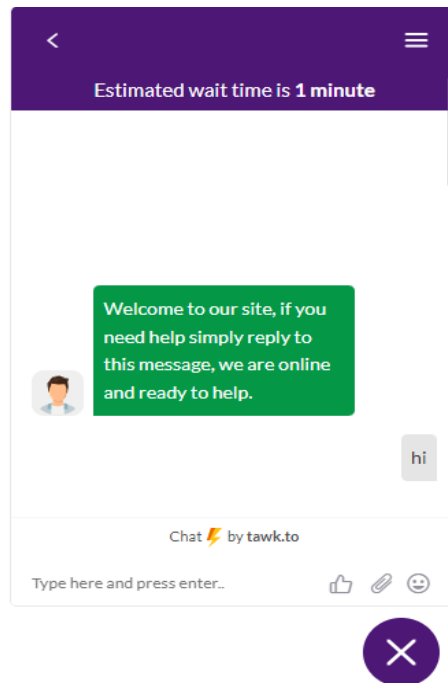 Estimated wait time is 1 minute
Welcome to our site, if you
need help simply reply to
this message, we are online
and ready to help.
hi
Chat by tawk.to
Type here and press enter..